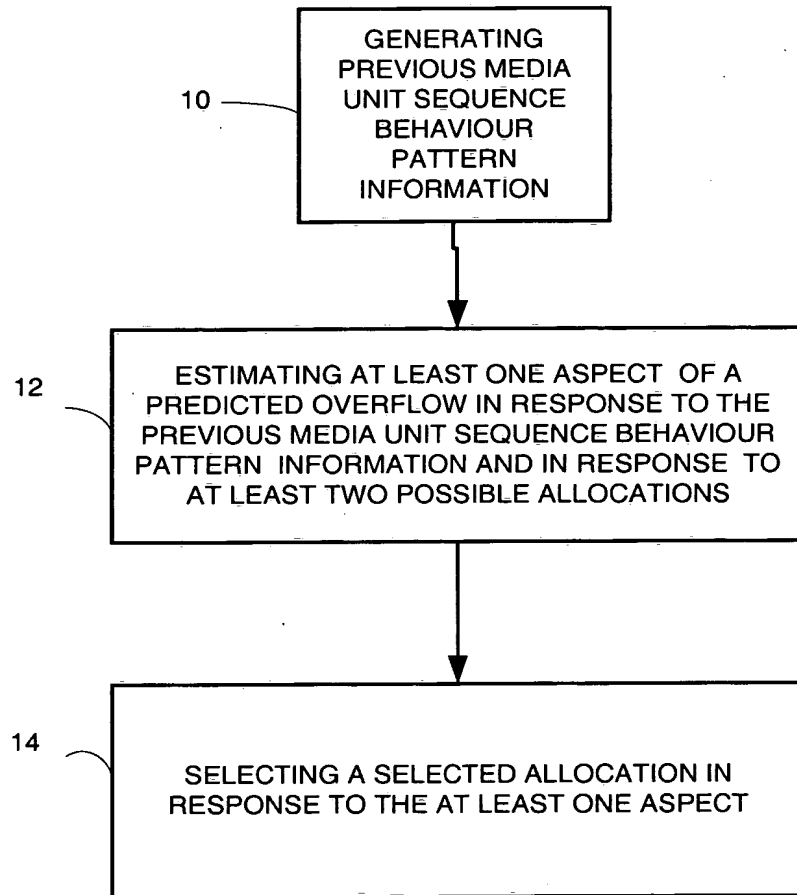 GENERATING
PREVIOUS MEDIA
UNIT SEQUENCE
BEHAVIOUR
PATTERN
INFORMATION
10
12
ESTIMATING AT LEAST ONE ASPECT OF A
PREDICTED OVERFLOW IN RESPONSE TO THE
PREVIOUS MEDIA UNIT SEQUENCE BEHAVIOUR
PATTERN INFORMATION AND IN RESPONSE TO
AT LEAST TWO POSSIBLE ALLOCATIONS
14
SELECTING A SELECTED ALLOCATION IN
RESPONSE TO THE AT LEAST ONE ASPECT